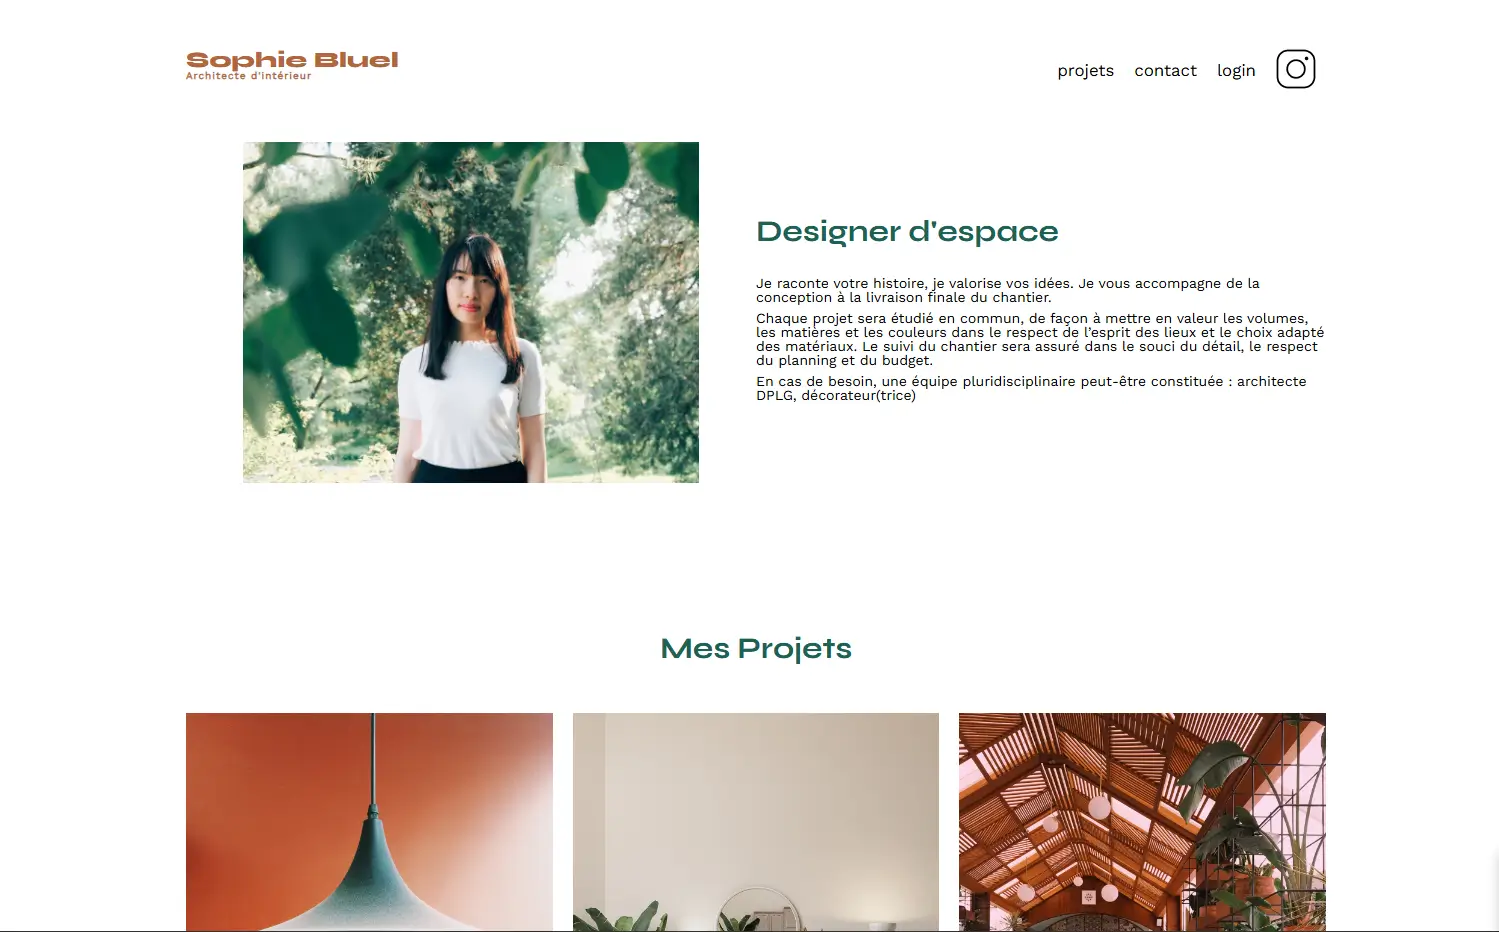 Sophie Bluel
Architecte d'intérieur
projets contact login
Designer d'espace
Je raconte votre histoire, je valorise vos idées. Je vous accompagne de la
conception à la livraison finale du chantier.
Chaque projet sera étudié en commun, de façon à mettre en valeur les volumes,
les matières et les couleurs dans le respect de l’esprit des lieux et le choix adapté
des matériaux. Le suivi du chantier sera assuré dans le souci du détail, le respect
du planning et du budget.
En cas de besoin, une équipe pluridisciplinaire peut-être constituée : architecte
DPLG, décorateur(trice)
Mes Projets